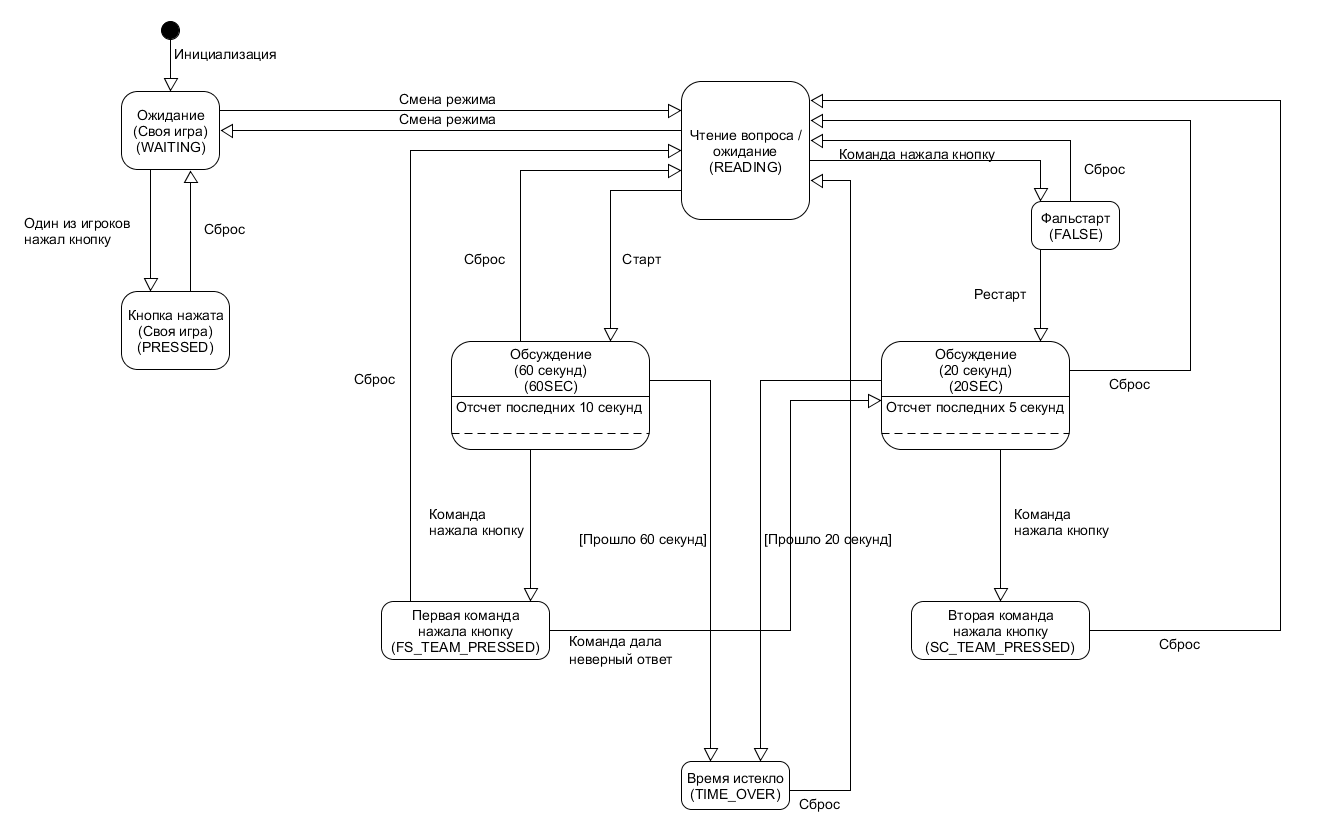 Инициализация
Ожидание
(Своя игра)
(WAITING)
Смена режима
Смена режима
Чтение вопроса /
ожидание
(READING)
Команда нажала кнопку
Сброс
Фальстарт
(FALSE)
Один из игроков
нажал кнопку
Сброс
Сброс
Старт
Рестарт
Кнопка нажата
(Своя игра)
(PRESSED)
Обсуждение
(60 секунд)
(60SEC)
Отсчет последних 10 секунд
Обсуждение
(20 секунд)
(20SEC)
Отсчет последних 5 секунд
Сброс
Сброс
Команда
нажала кнопку
[Прошло 60 секунд]
[Прошло 20 секунд]
Команда
нажала кнопку
Первая команда
нажала кнопку
(FS_TEAM_PRESSED)
Команда дала
неверный ответ
Вторая команда
нажала кнопку
(SC_TEAM_PRESSED)
Сброс
Время истекло
(TIME_OVER)
Сброс